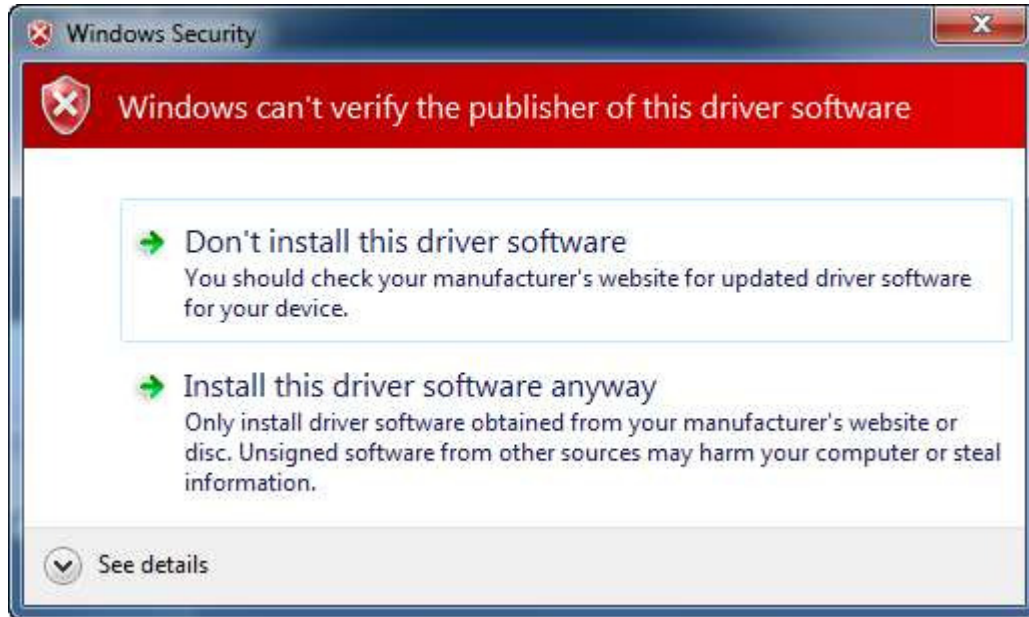 Windows Security
Windows can't verify the publisher of this driver software
Don't install this driver software
You should check your manufacturer's website for updated driver software
for your device.
Install this driver software anyway
Only install driver software obtained from your manufacturer's website or
disc. Unsigned software from other sources may harm your computer or steal
information.
See details